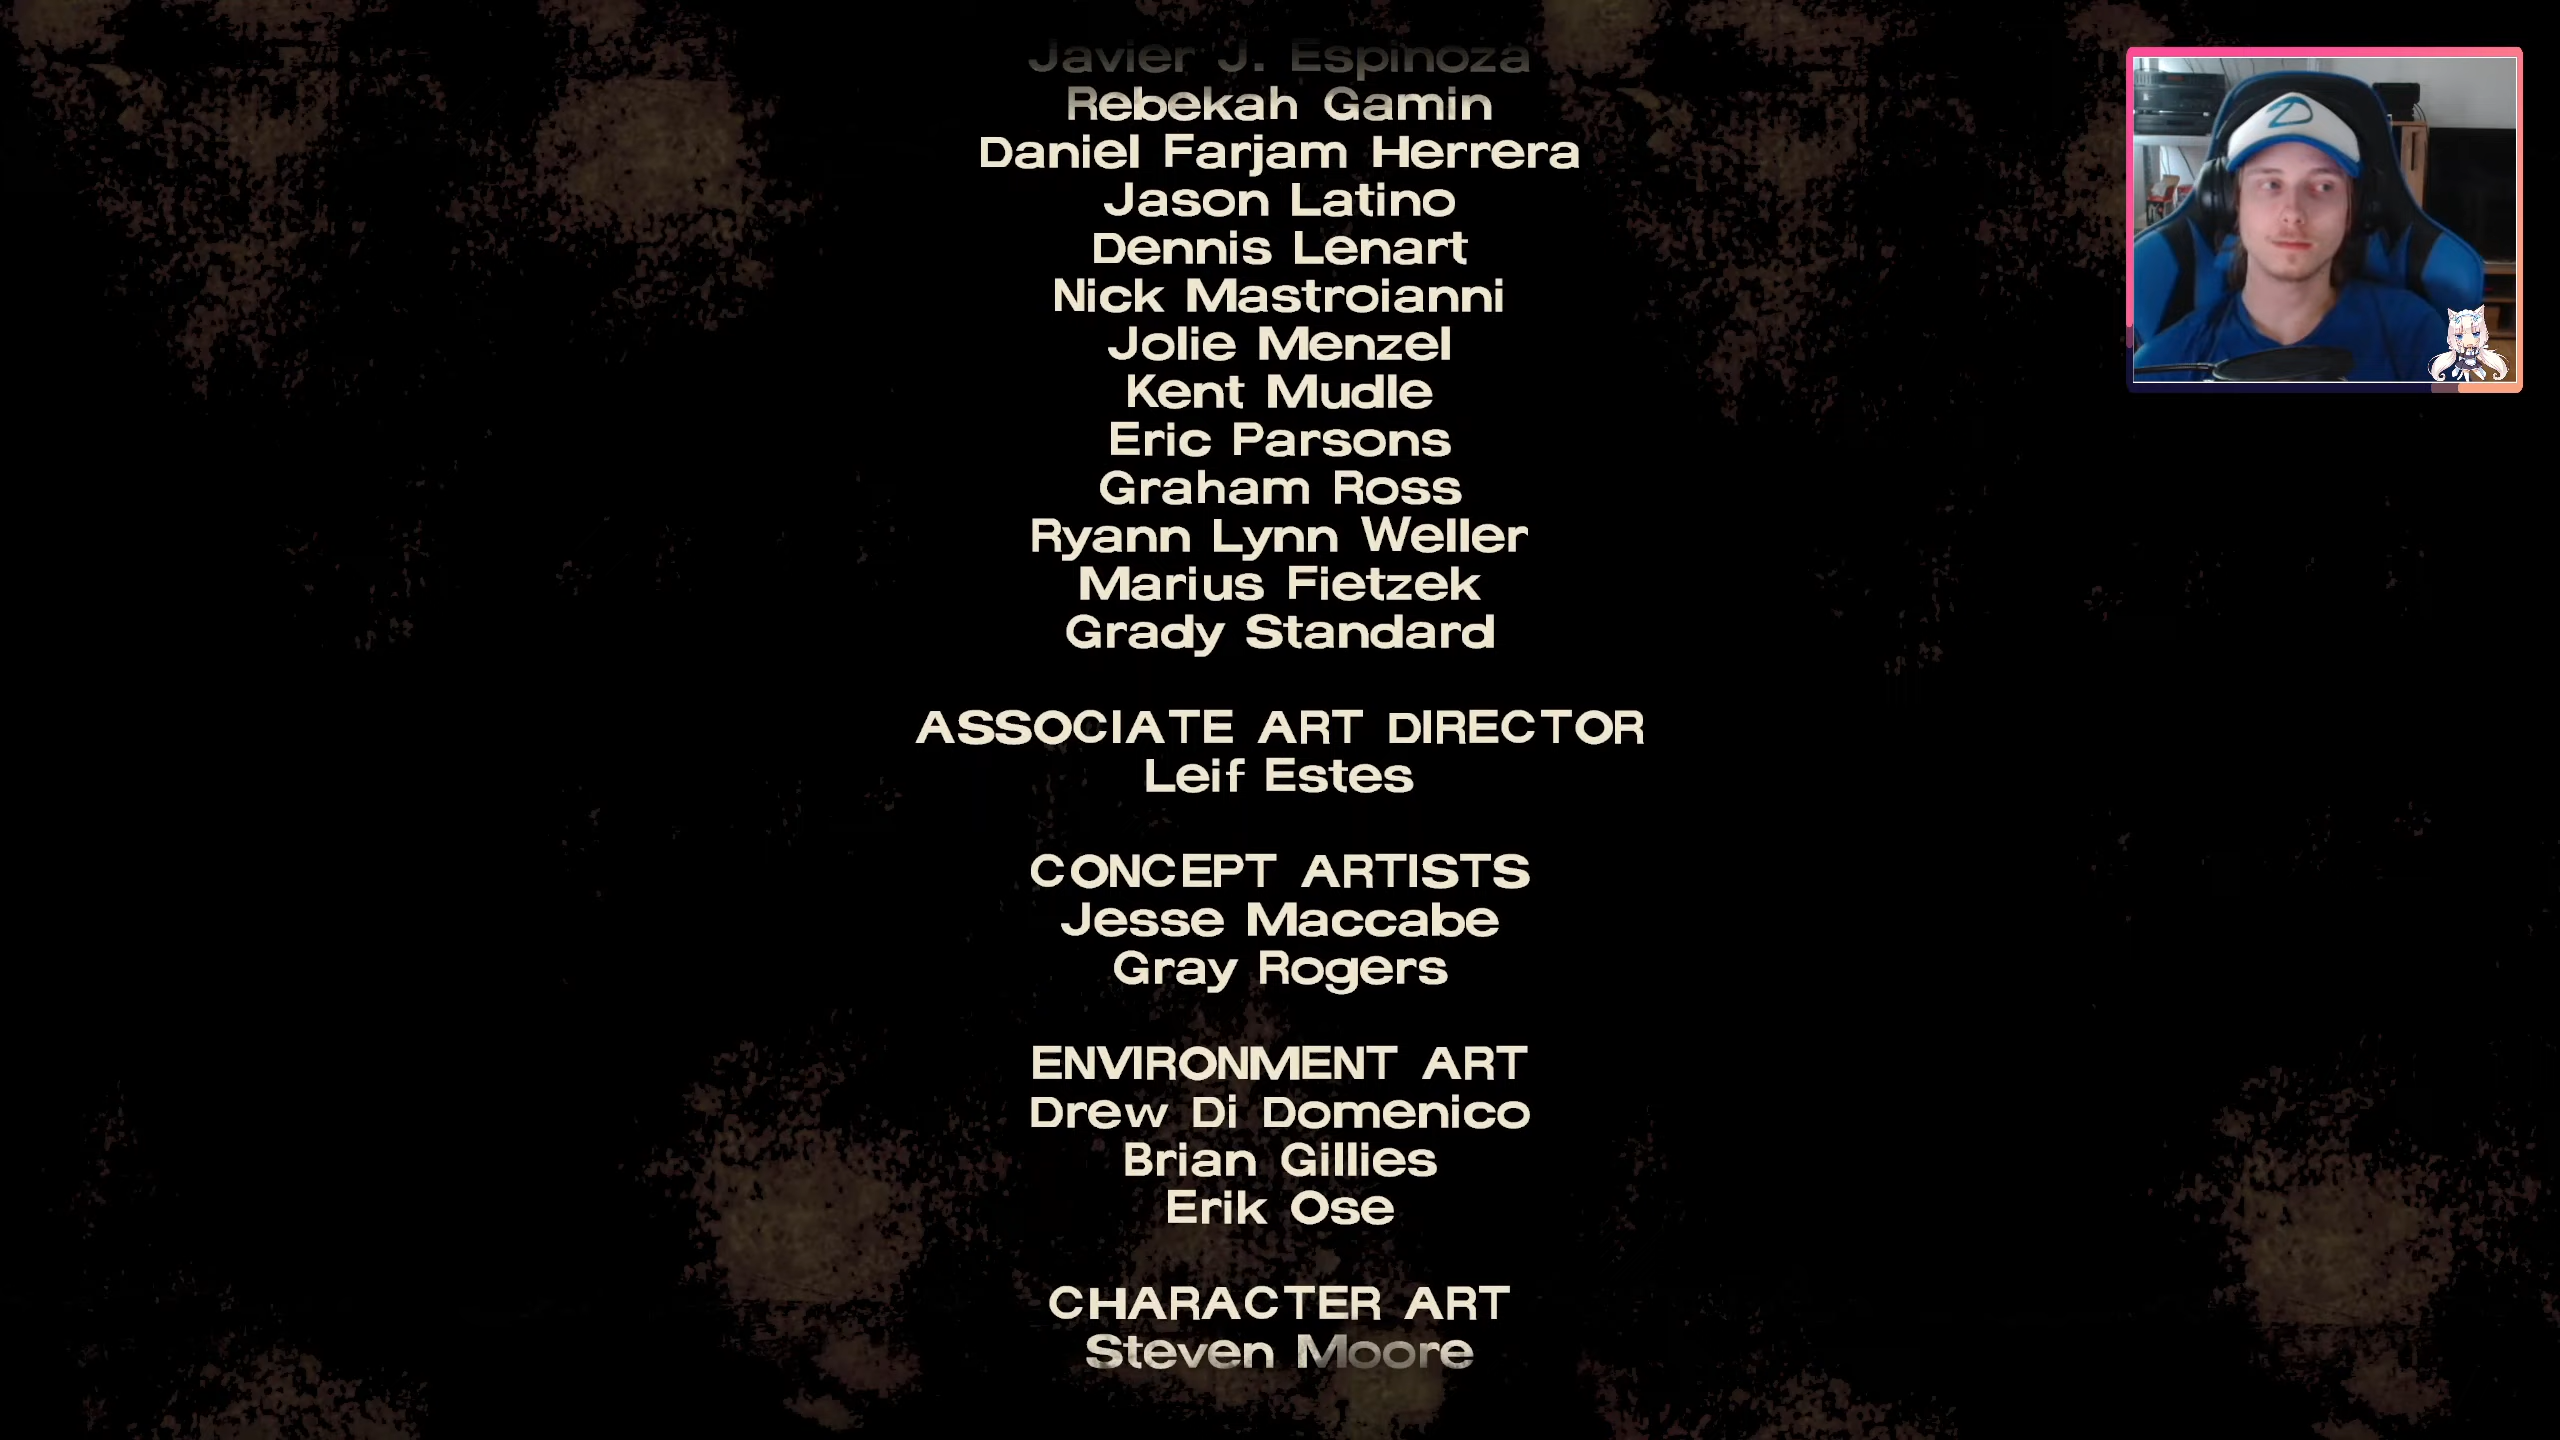 Javier J. Espinoza
Rebekah Gamin
Daniel Farjam Herrera
Jason Latino
Dennis Lenart
Nick Mastroianni
Jolie Menzel
Kent Mudle
Eric Parsons
Graham Ross
Ryann Lynn Weller
Marius Fietzek
Grady Standard
ASSOCIATE ART DIRECTOR
Leif Estes
CONCEPT ARTISTS
Jesse Maccabe
Gray Rogers
ENVIRONMENT ART
Drew Di Domenico
Brian Gillies
Erik Ose
CHARACTER ART
Steven Moore
D